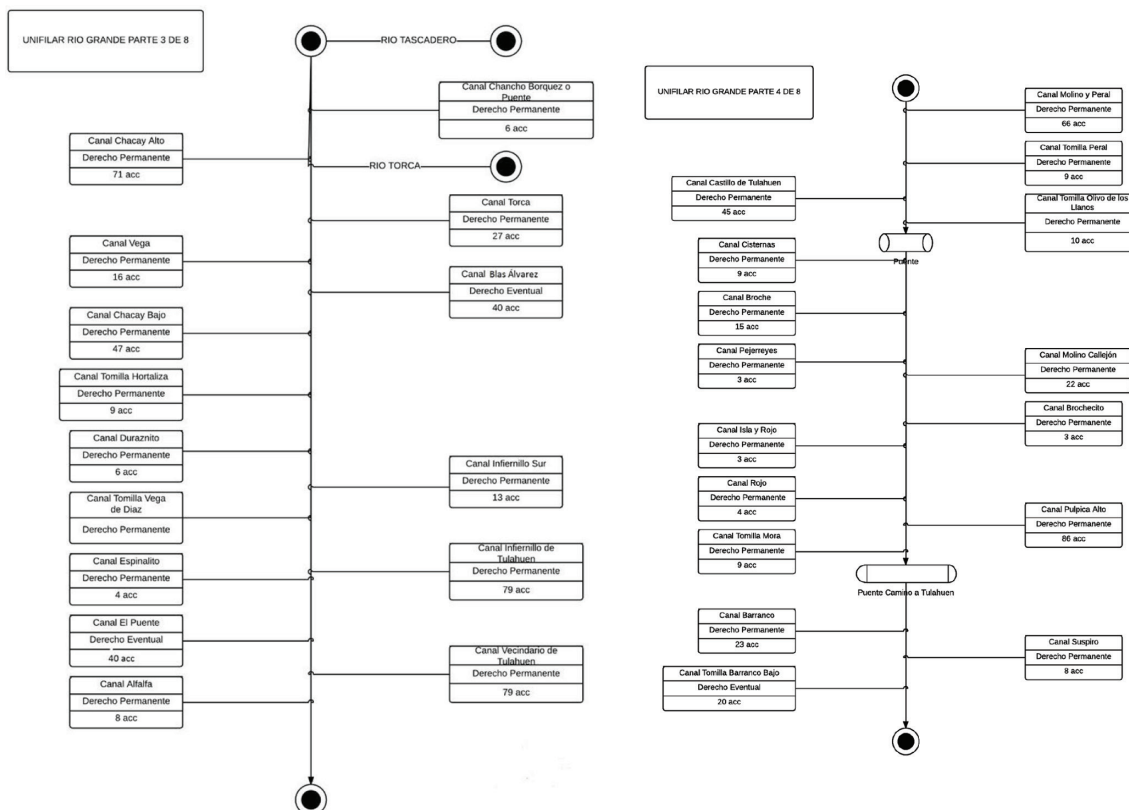 UNIFILAR RIO GRANDE PARTE 3 DE 8
RIO TASCADERO
Canal Chancho Borquez o
Puente
Derecho Permanente
6 acc
Canal Chacay Alto
Derecho Permanente
71 acc
RIO TORCA
Canal Torca
Derecho Permanente
27 acc
Canal Vega
Derecho Permanente
16 acc
Canal Blas Álvarez
Derecho Eventual
40 acc
Canal Chacay Bajo
Derecho Permanente
47 acc
Canal Tomilla Hortaliza
Derecho Permanente
9 acc
Canal Duraznito
Derecho Permanente
6 acc
Canal Infiernillo Sur
Derecho Permanente
13 acc
Canal Tomilla Vega
de Diaz
Derecho Permanente
Canal Espinalito
Derecho Permanente
4 acc
Canal Infiernillo de
Tulahuen
Derecho Permanente
79 acc
Canal El Puente
Derecho Eventual
40 acc
Canal Vecindario de
Tulahuen
Derecho Permanente
79 acc
Canal Alfalfa
Derecho Permanente
8 acc
UNIFILAR RIO GRANDE PARTE 4 DE 8
Canal Molino y Peral
Derecho Permanente
66 acc
Canal Tomilla Peral
Derecho Permanente
9 acc
Canal Castillo de Tulahuen
Derecho Permanente
45 acc
Canal Tomilla Olivo de los
Llanos
Derecho Permanente
10 acc
Puente
Canal Cisternas
Derecho Permanente
9 acc
Canal Broche
Derecho Permanente
15 acc
Canal Pejerreyes
Derecho Permanente
3 acc
Canal Molino Callejón
Derecho Permanente
22 acc
Canal Brochecito
Derecho Permanente
3 acc
Canal Isla y Rojo
Derecho Permanente
3 acc
Canal Rojo
Derecho Permanente
4 acc
Canal Pulpica Alto
Derecho Permanente
86 acc
Canal Tomilla Mora
Derecho Permanente
9 acc
Puente Camino a Tulahuen
Canal Barranco
Derecho Permanente
23 acc
Canal Suspiro
Derecho Permanente
8 acc
Canal Tomilla Barranco Bajo
Derecho Eventual
20 acc